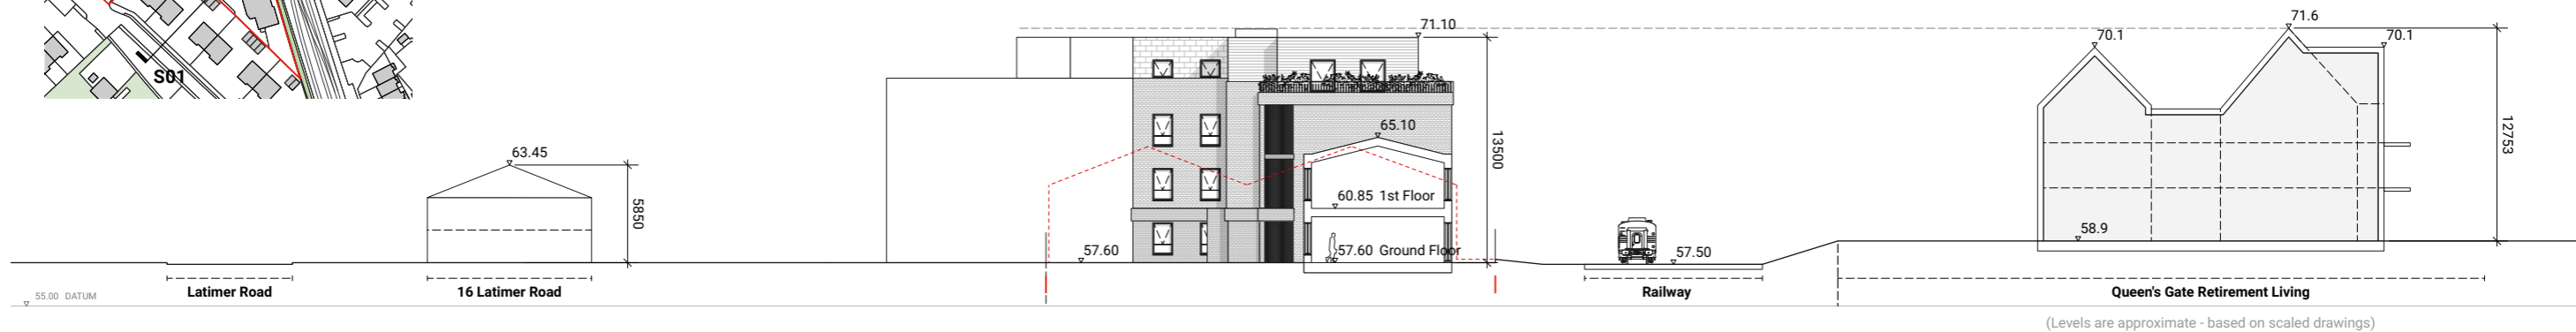 S01
71.10
71.6
70.1
70.1
65.10
13500
12753
63.45
5850
60.85 1st Floor
57.60
57.60 Ground Floor
57.50
58.9
Latimer Road
16 Latimer Road
Railway
Queen's Gate Retirement Living
55.00 DATUM
(Levels are approximate - based on scaled drawings)